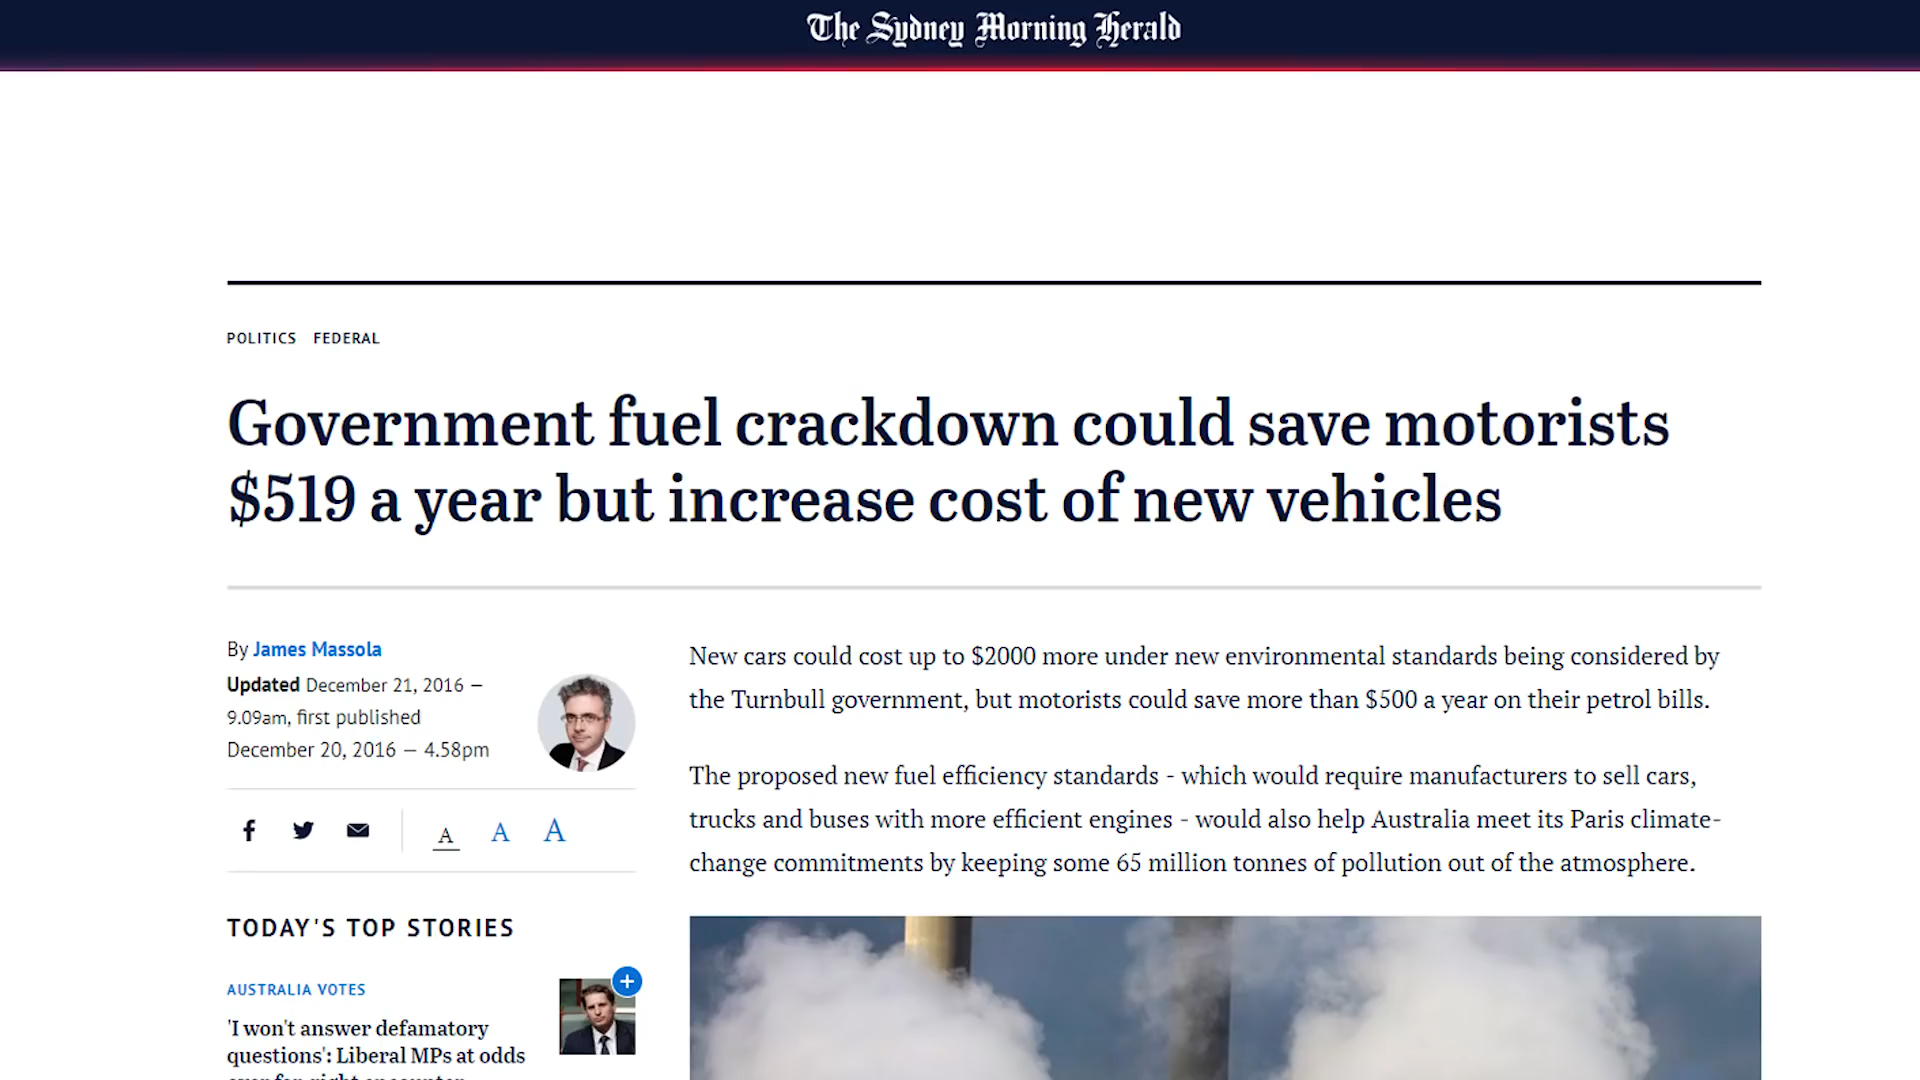 The Sydney Morning Herald
POLITICS FEDERAL
Government fuel crackdown could save motorists
$519 a year but increase cost of new vehicles
By James Massola
Updated December 21, 2016 —
9.09am, first published
December 20, 2016 — 4.58pm
A A A
TODAY'S TOP STORIES
AUSTRALIA VOTES
'I won't answer defamatory
questions': Liberal MPs at odds
over far-right encounter
New cars could cost up to $2000 more under new environmental standards being considered by
the Turnbull government, but motorists could save more than $500 a year on their petrol bills.
The proposed new fuel efficiency standards - which would require manufacturers to sell cars,
trucks and buses with more efficient engines - would also help Australia meet its Paris climate-
change commitments by keeping some 65 million tonnes of pollution out of the atmosphere.